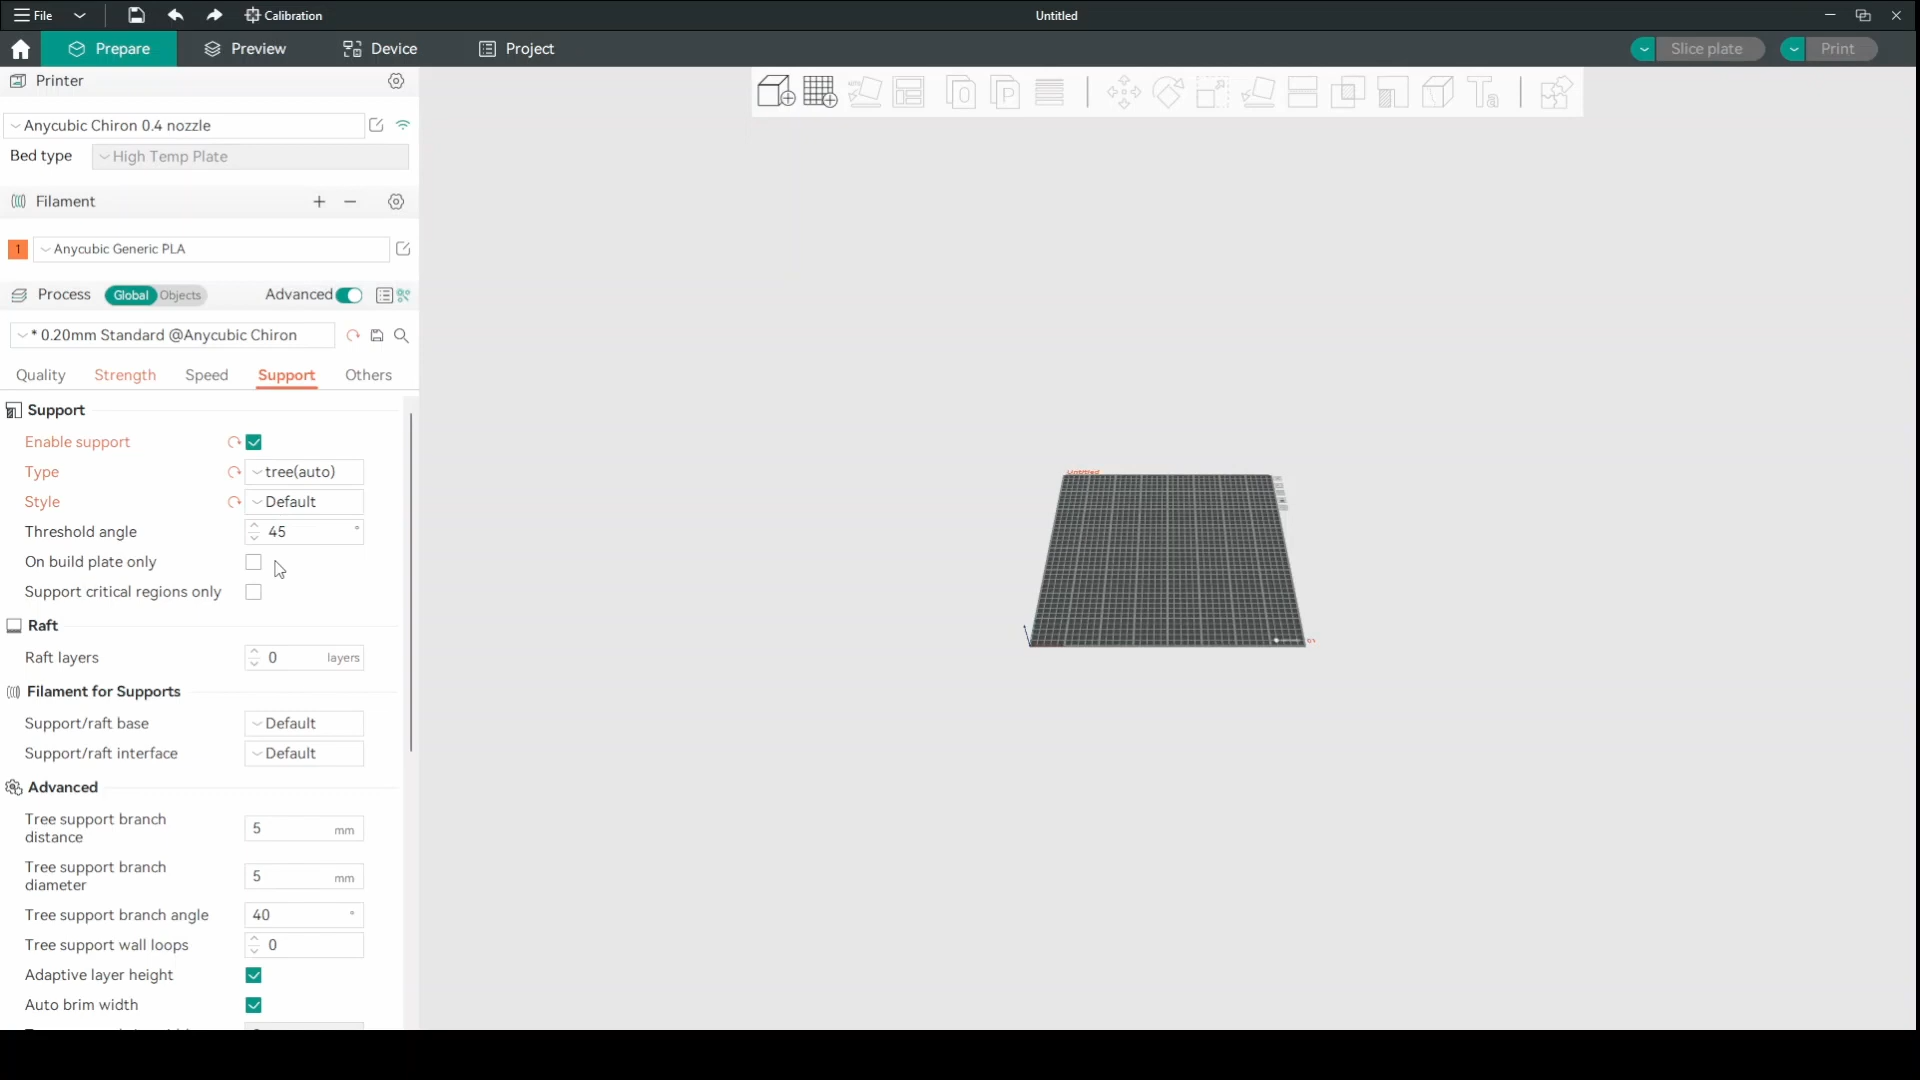 File Calibration Untitled
Prepare Preview Device Project Slice plate Print
Printer
Anycubic Chiron 0.4 nozzle
Bed type High Temp Plate
Filament
1 Anycubic Generic PLA
Process Global Objects Advanced
* 0.20mm Standard @Anycubic Chiron
Quality Strength Speed Support Others
Support
Enable support
Type tree(auto)
Style Default
Threshold angle 45 °
On build plate only
Support critical regions only
Raft
Raft layers 0 layers
Filament for Supports
Support/raft base Default
Support/raft interface Default
Advanced
Tree support branch
distance 5 mm
Tree support branch
diameter 5 mm
Tree support branch angle 40 °
Tree support wall loops 0
Adaptive layer height
Auto brim width
Untitled